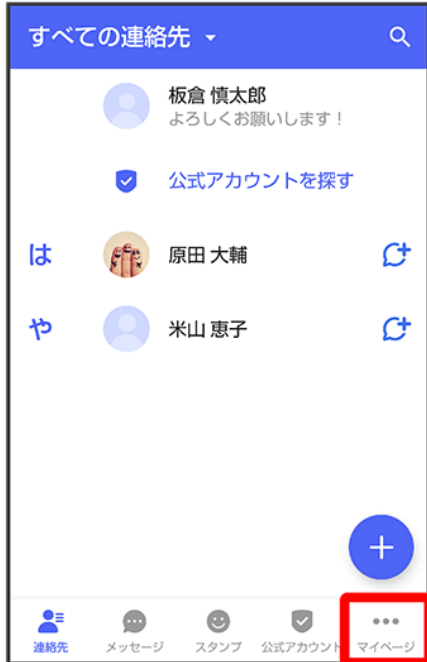 すべての連絡先
板倉 慎太郎
よろしくお願いします！
公式アカウントを探す
は
原田 大輔
や
米山 恵子
連絡先
メッセージ
スタンプ
公式アカウント
マイページ